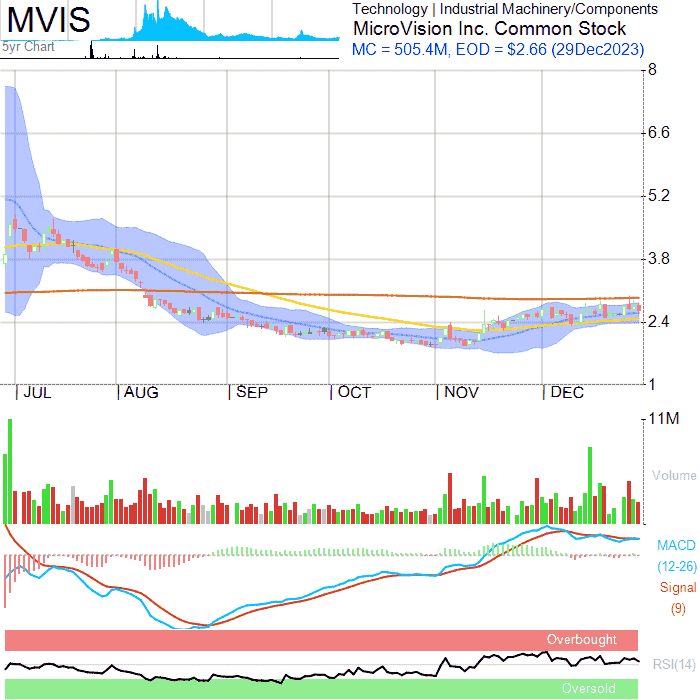 MVIS
5yr Chart
Technology | Industrial Machinery/Components
MicroVision Inc. Common Stock
MC = 505.4M, EOD = $2.66 (29Dec2023)
8
6.6
5.2
3.8
2.4
1
JUL AUG SEP OCT NOV DEC
11M
Volume
MACD
(12-26)
Signal
(9)
Overbought
RSI(14)
Oversold